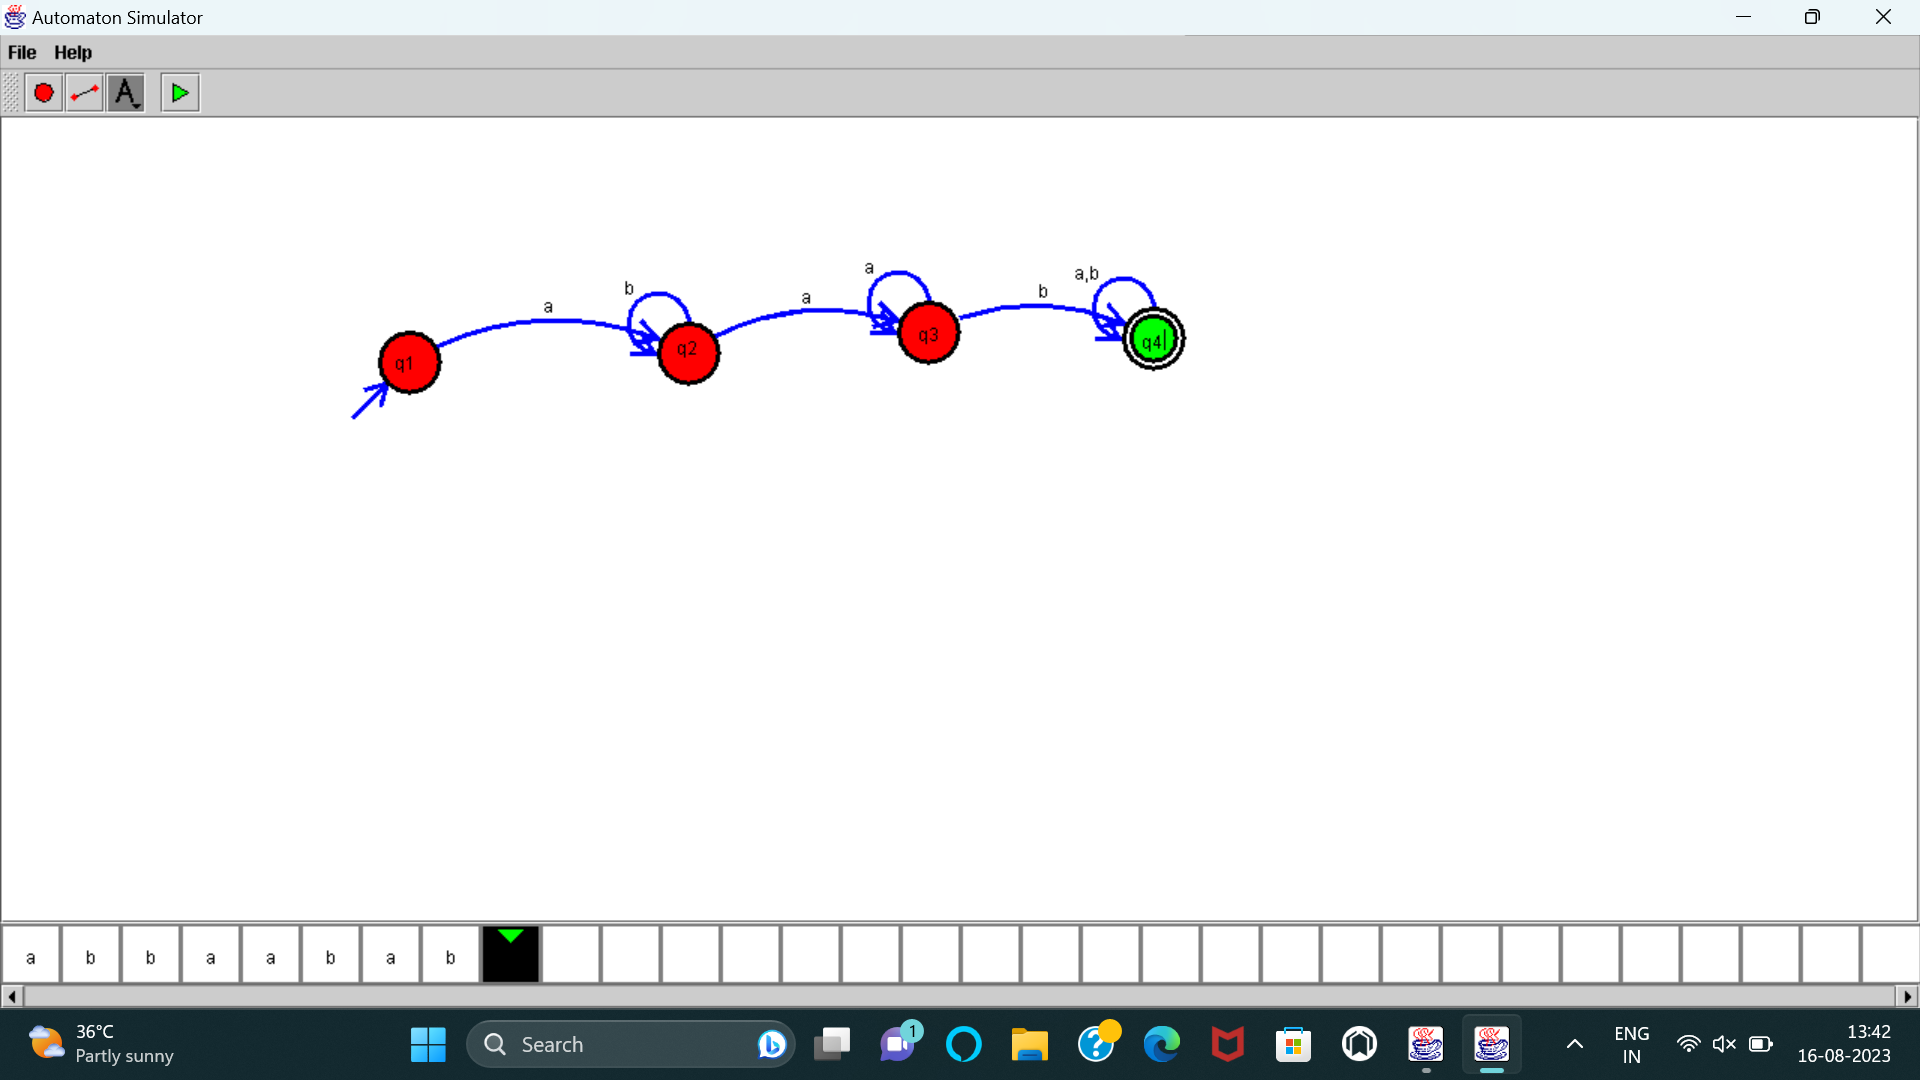 Automaton Simulator
File Help
A
a b a a b a a,b
q1 q2 q3 q4
a b b a a b a b
36°C
Partly sunny
Search
1
ENG
IN
13:42
16-08-2023